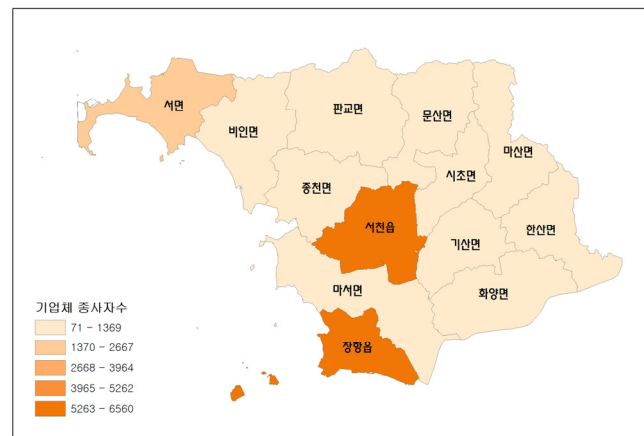 서면
비인면
판교면
문산면
마산면
시초면
종천면
서천읍
한산면
기산면
마서면
화양면
장항읍
기업체 종사자수
71 - 1369
1370 - 2667
2668 - 3964
3965 - 5262
5263 - 6560